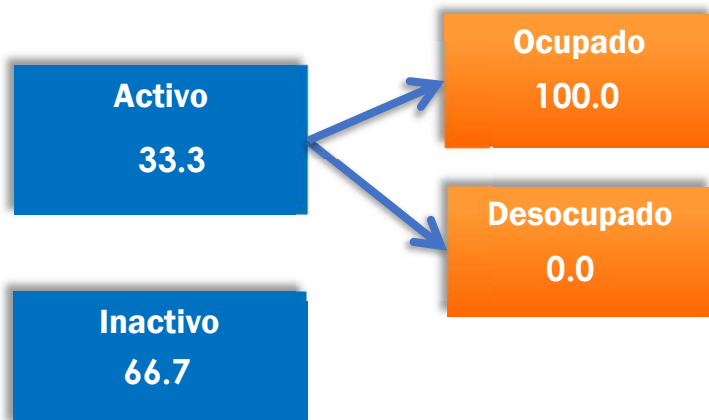 Activo
33.3
Ocupado
100.0
Desocupado
0.0
Inactivo
66.7